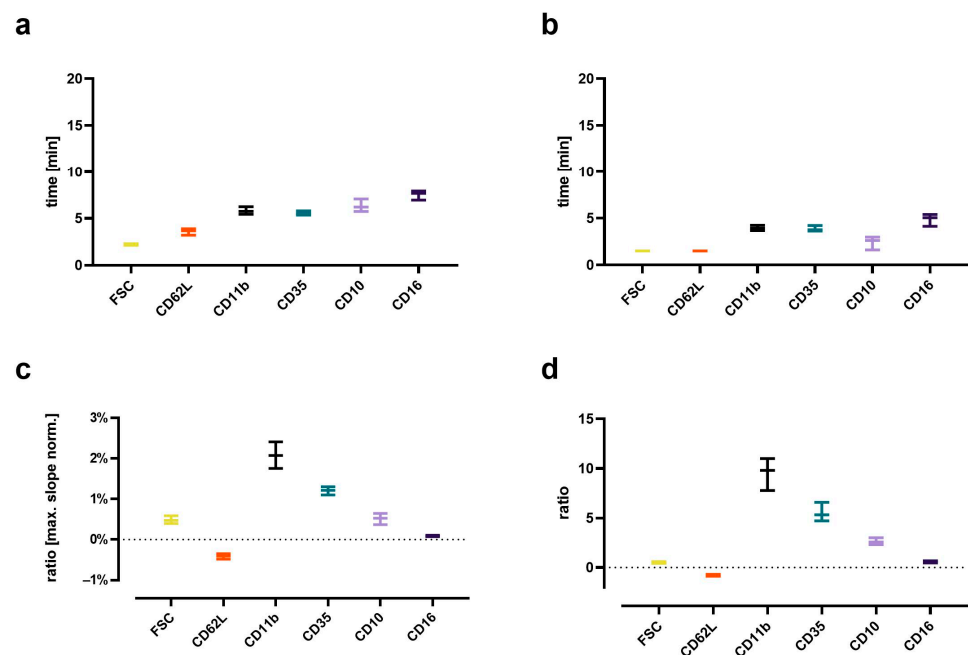 a
time [min]
20
15
10
5
0
FSC
CD62L
CD11b
CD35
CD10
CD16
b
time [min]
20
15
10
5
0
FSC
CD62L
CD11b
CD35
CD10
CD16
c
ratio [max. slope norm.]
3%
2%
1%
0%
–1%
FSC
CD62L
CD11b
CD35
CD10
CD16
d
ratio
15
10
5
0
FSC
CD62L
CD11b
CD35
CD10
CD16